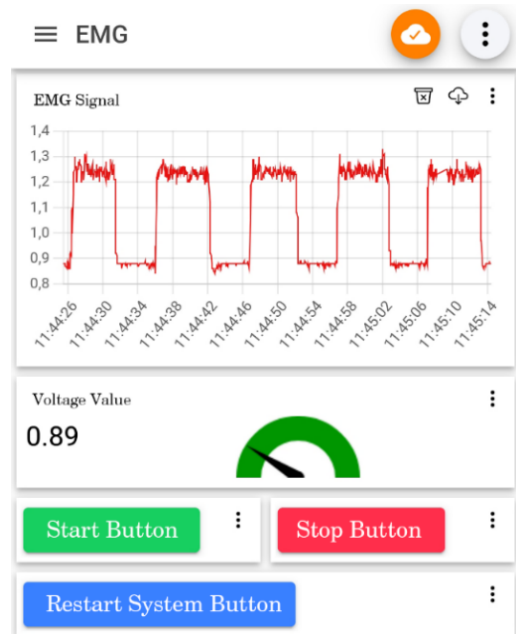 EMG
EMG Signal
1,4
1,3
1,2
1,1
1,0
0,9
0,8
11:44:26 11:44:30 11:44:34 11:44:38 11:44:42 11:44:46 11:44:50 11:44:54 11:44:58 11:45:02 11:45:06 11:45:10 11:45:14
Voltage Value
0.89
Start Button Stop Button
Restart System Button